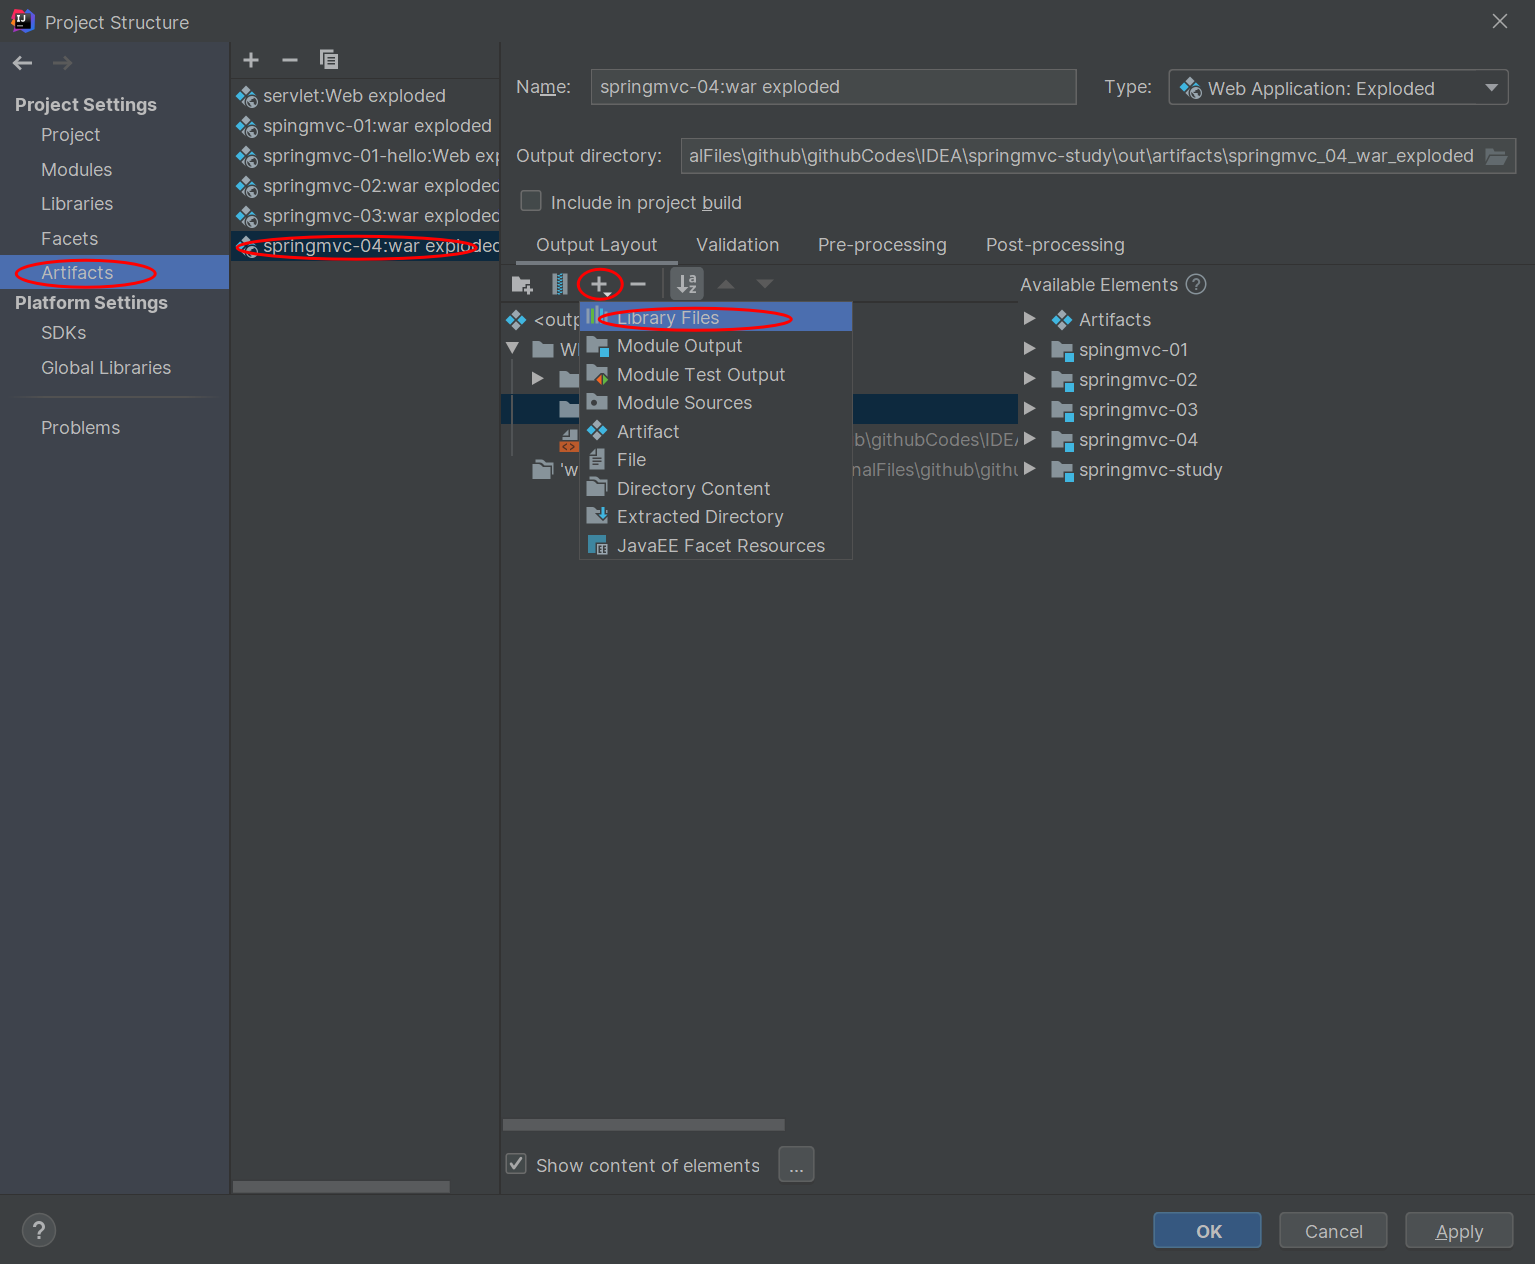 Project Structure
Project Settings
Project
Modules
Libraries
Facets
Artifacts
Platform Settings
SDKs
Global Libraries
Problems
servlet:Web exploded
spingmvc-01:war exploded
springmvc-01-hello:Web exp
springmvc-02:war exploded
springmvc-03:war exploded
springmvc-04:war exploded
Name: springmvc-04:war exploded
Type: Web Application: Exploded
Output directory: alFiles\github\githubCodes\IDEA\springmvc-study\out\artifacts\springmvc_04_war_exploded
Include in project build
Output Layout Validation Pre-processing Post-processing
<outp
'w
b\githubCodes\IDEA
nalFiles\github\githu
Library Files
Module Output
Module Test Output
Module Sources
Artifact
File
Directory Content
Extracted Directory
JavaEE Facet Resources
Available Elements ?
Artifacts
spingmvc-01
springmvc-02
springmvc-03
springmvc-04
springmvc-study
Show content of elements ...
? OK Cancel Apply